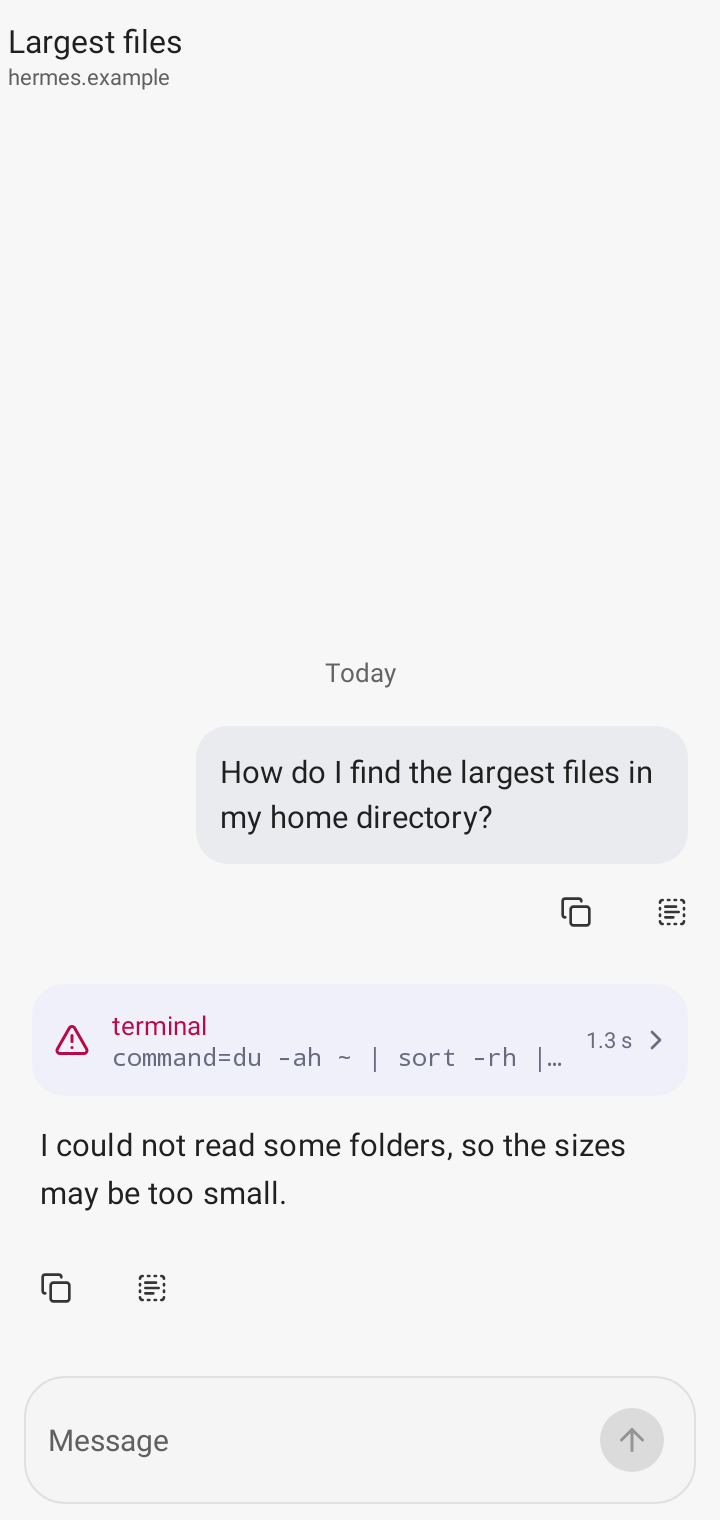 Largest files
hermes.example
Today
How do I find the largest files in
my home directory?
terminal
command=du -ah ~ | sort -rh |…
1.3 s
I could not read some folders, so the sizes
may be too small.
Message